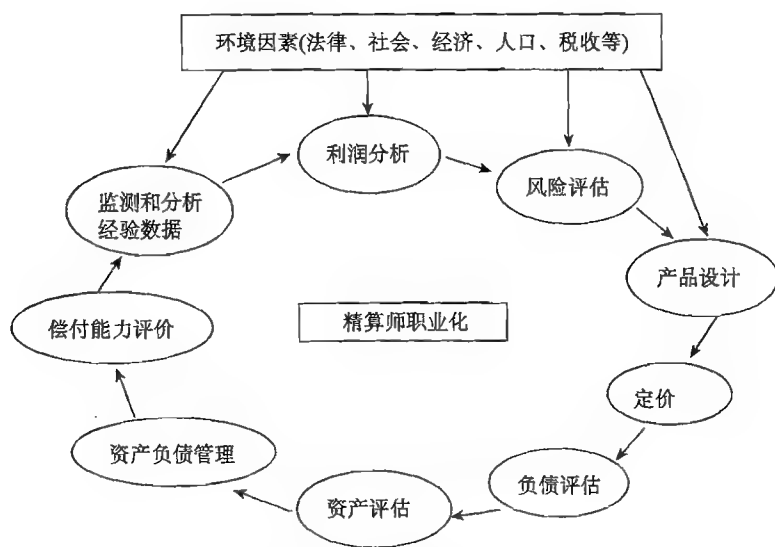 环境因素(法律、社会、经济、人口、税收等)
利润分析
风险评估
监测和分析
经验数据
产品设计
偿付能力评价
精算师职业化
定价
资产负债管理
负债评估
资产评估